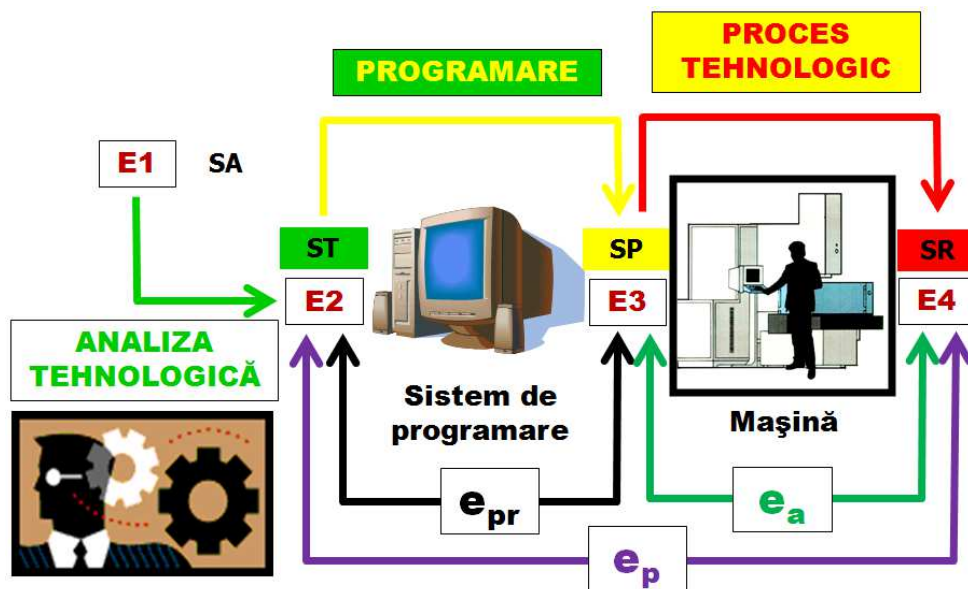 PROGRAMARE
PROCES
TEHNOLOGIC
E1 SA
ST
SP
SR
E2
E3
E4
ANALIZA
TEHNOLOGICĂ
Sistem de
programare
Maşină
epr
ea
ep